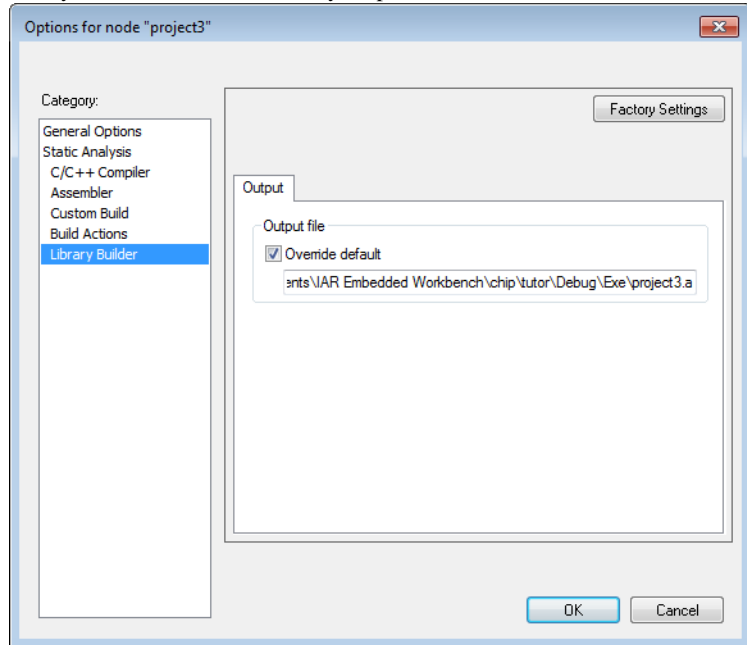 Options for node "project3"
Category:
Factory Settings
General Options
Static Analysis
C/C++ Compiler
Assembler
Custom Build
Build Actions
Library Builder
Output
Output file
Override default
ents\IAR Embedded Workbench\chip\tutor\Debug\Exe\project3.a
OK
Cancel